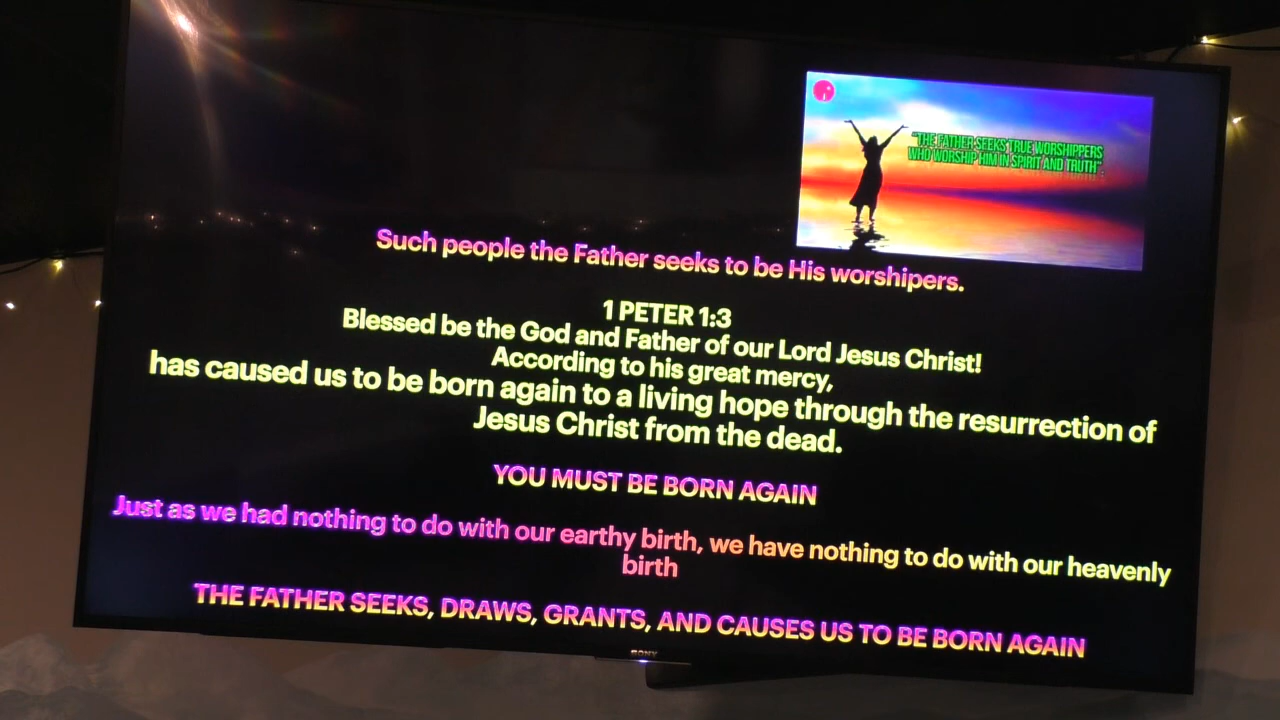 "THE FATHER SEEKS TRUE WORSHIPPERS
WHO WORSHIP HIM IN SPIRIT AND TRUTH".
Such people the Father seeks to be His worshipers.
1 PETER 1:3
Blessed be the God and Father of our Lord Jesus Christ!
According to his great mercy,
has caused us to be born again to a living hope through the resurrection of
Jesus Christ from the dead.
YOU MUST BE BORN AGAIN
Just as we had nothing to do with our earthy birth, we have nothing to do with our heavenly
birth
THE FATHER SEEKS, DRAWS, GRANTS, AND CAUSES US TO BE BORN AGAIN
SONY